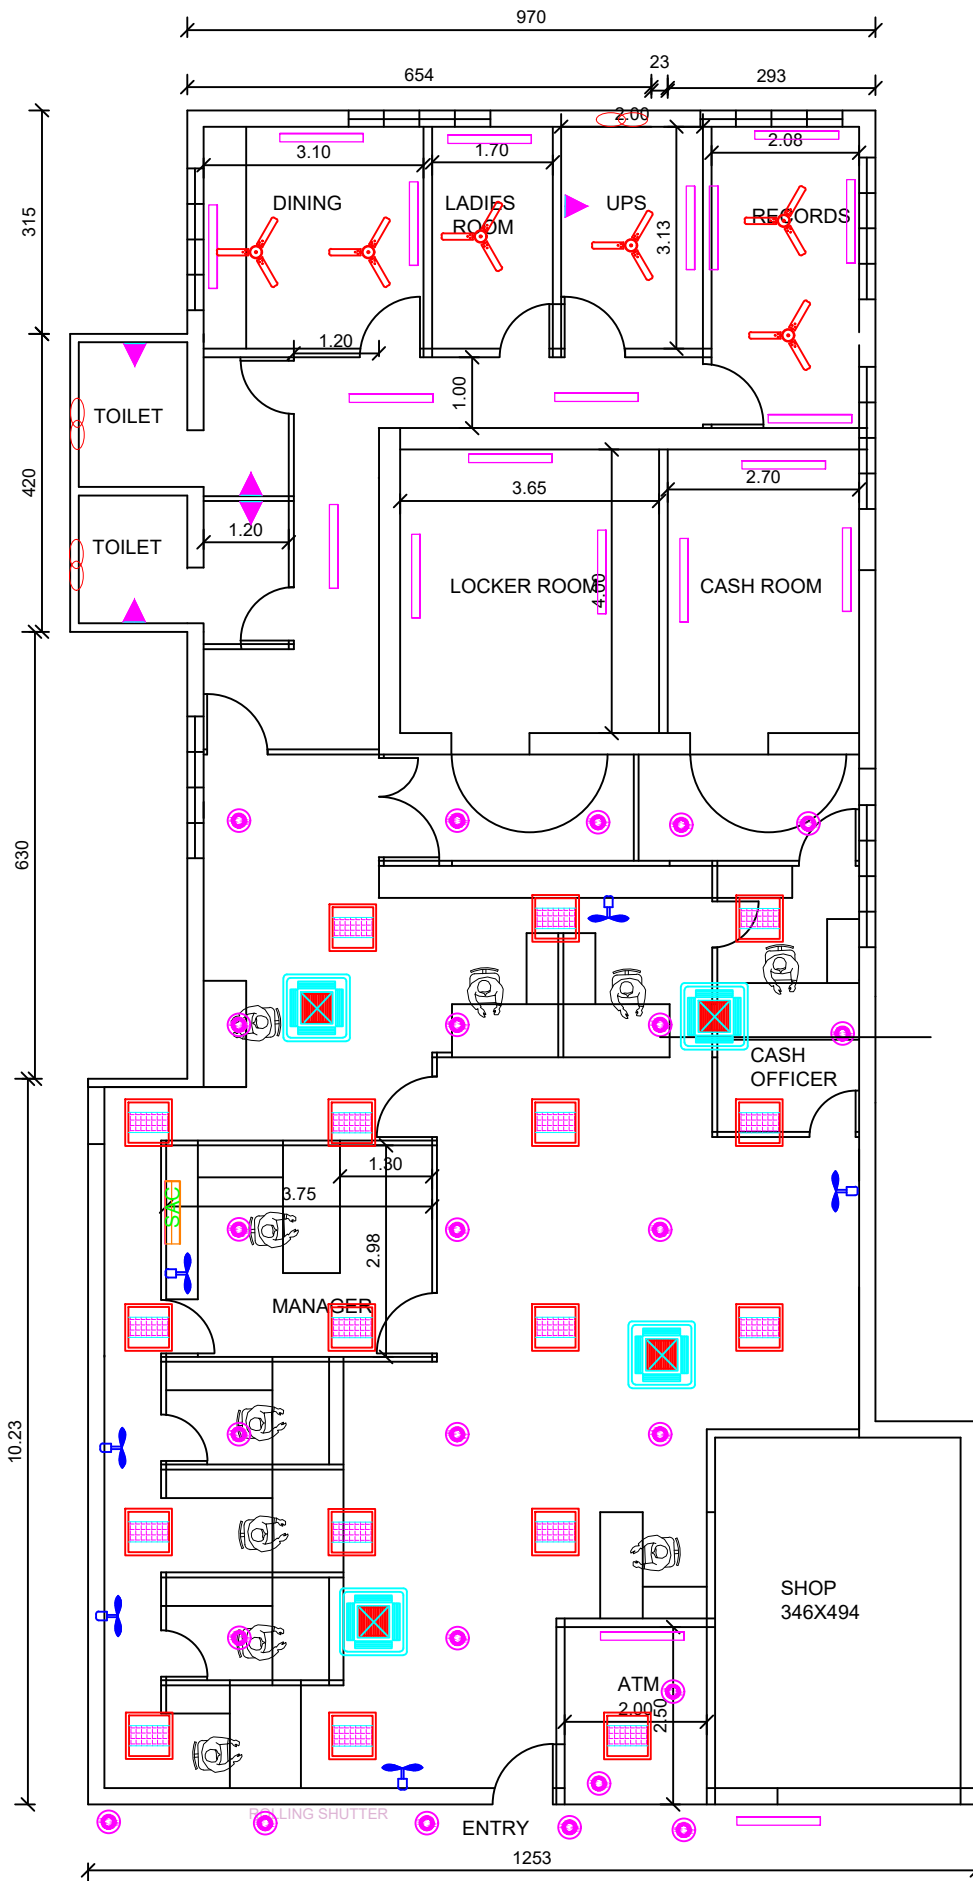 970
654
23
293
2.00
3.10
1.70
2.08
DINING
LADIES
ROOM
UPS
RECORDS
315
3.13
1.20
1.00
TOILET
420
3.65
2.70
1.20
TOILET
LOCKER ROOM
4.00
CASH ROOM
630
CASH
OFFICER
1.30
SAC
3.75
2.98
MANAGER
10.23
SHOP
346X494
ATM
2.00
2.50
ROLLING SHUTTER
ENTRY
1253